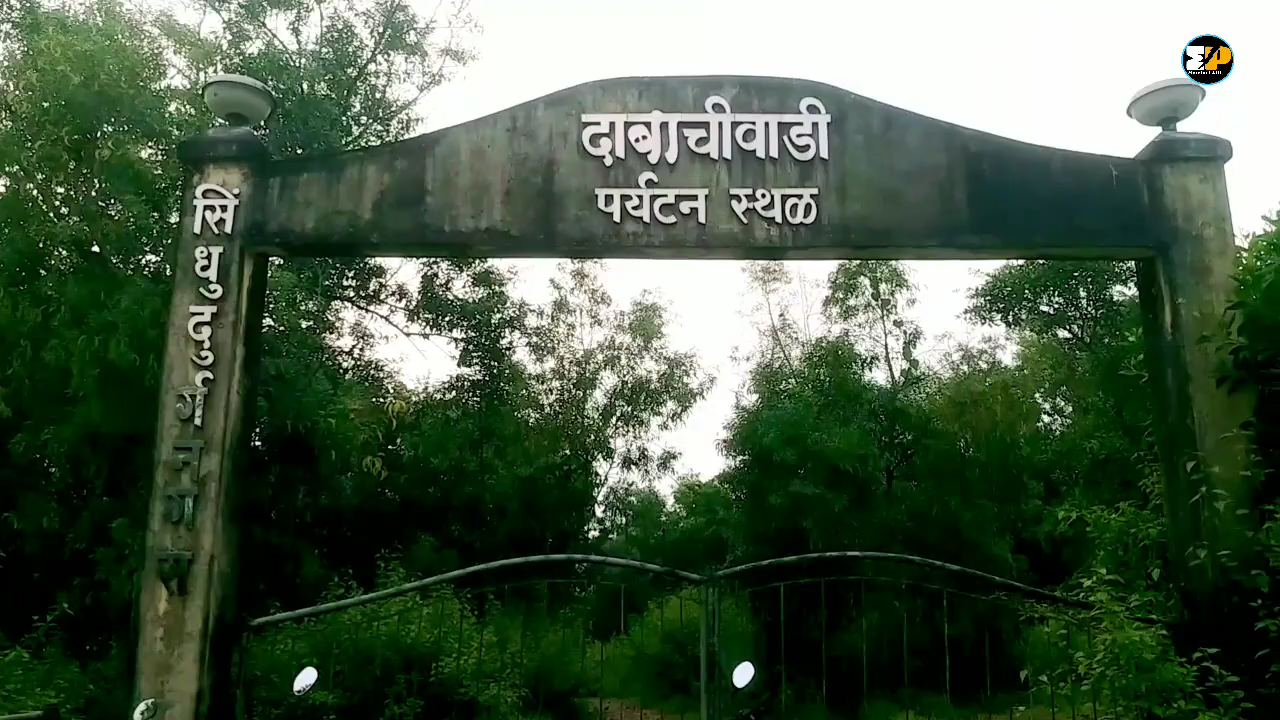 दाबाचीवाडी
पर्यटन स्थळ
सिंधुदुर्ग